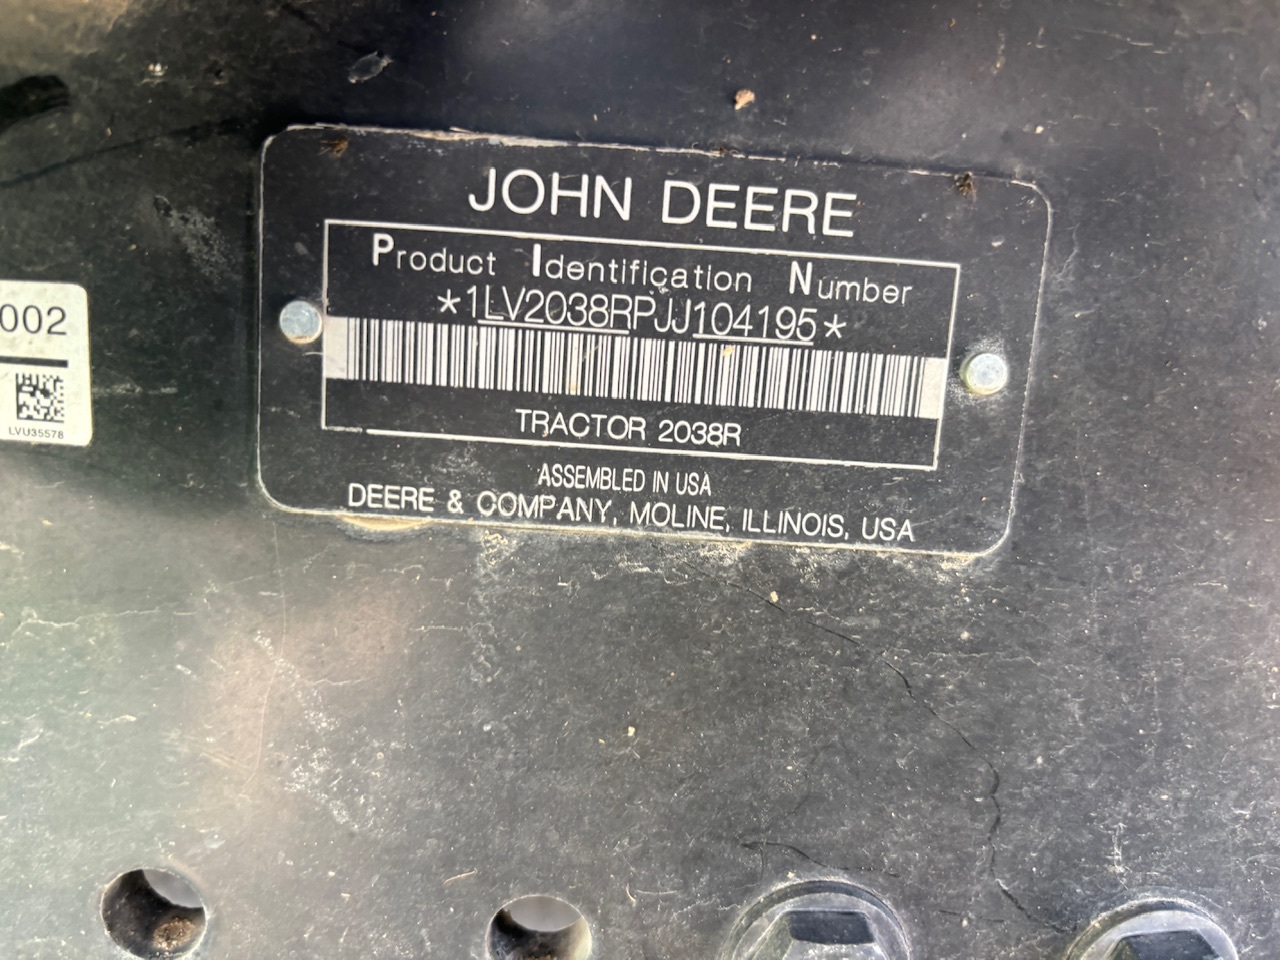 JOHN DEERE
Product Identification Number
*1LV2038RPJJ104195*
TRACTOR 2038R
ASSEMBLED IN USA
DEERE & COMPANY, MOLINE, ILLINOIS, USA
002
LVU35578